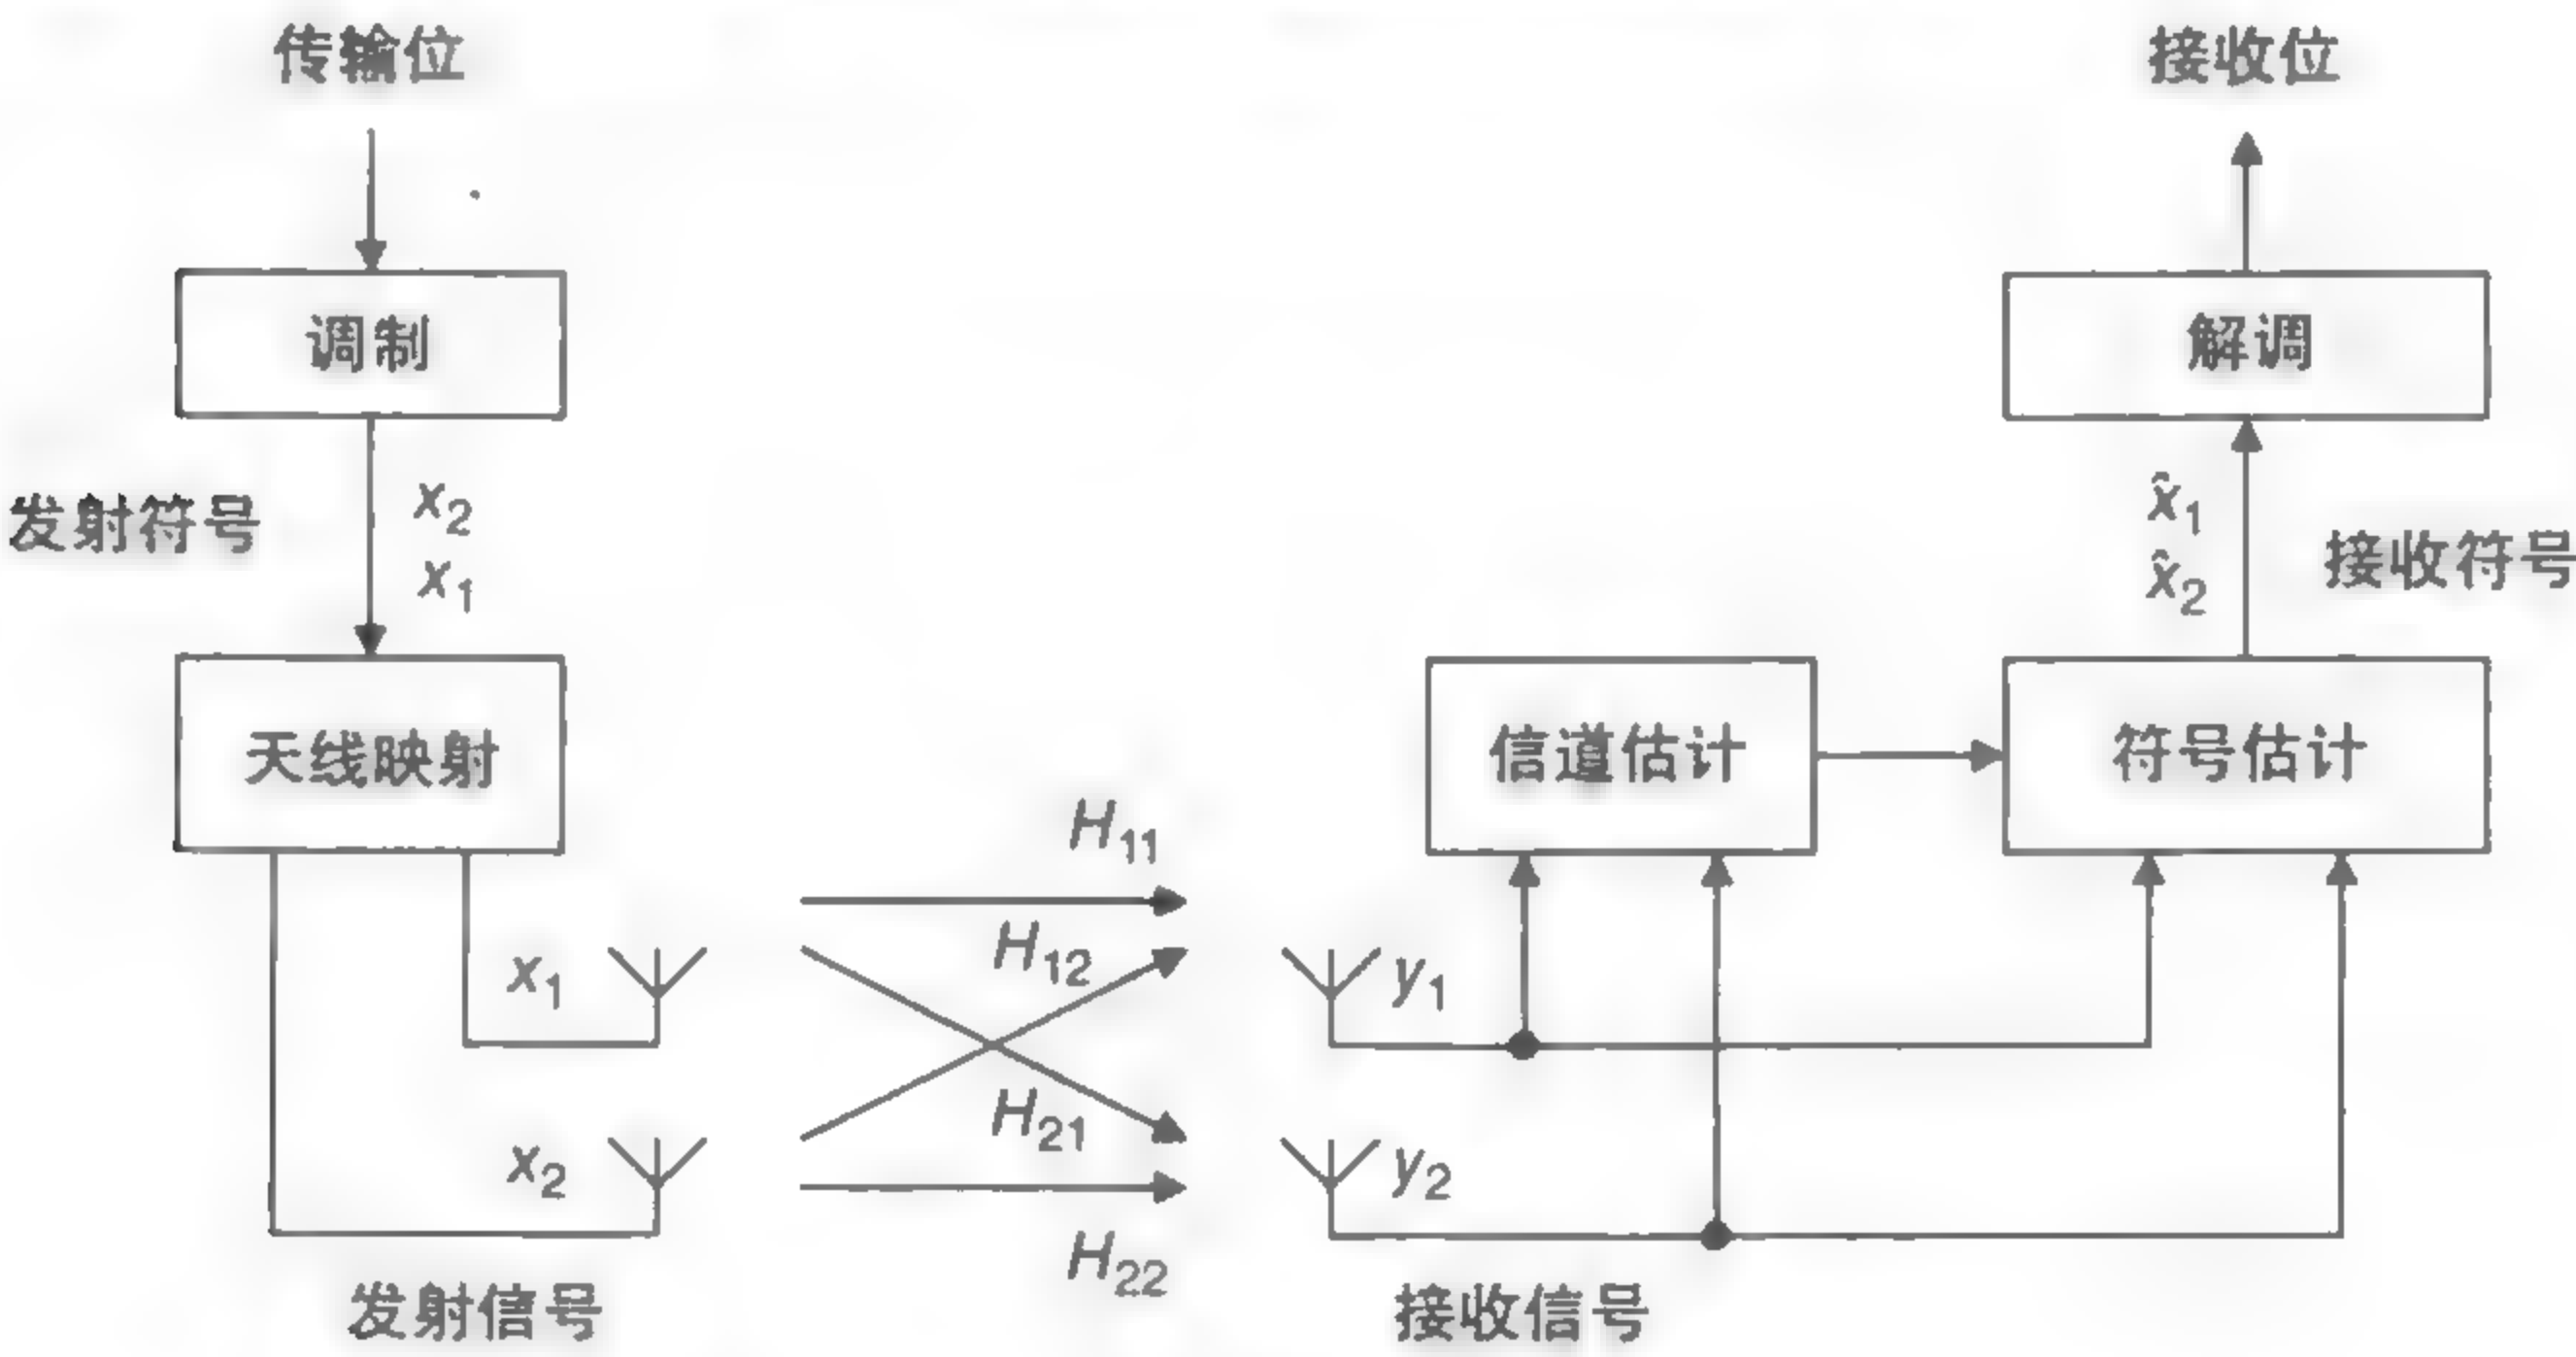 传输位
接收位
调制
解调
发射符号
x₂
x₁
x̂₁
x̂₂
接收符号
天线映射
信道估计
符号估计
H₁₁
H₁₂
x₁
y₁
H₂₁
x₂
y₂
H₂₂
发射信号
接收信号